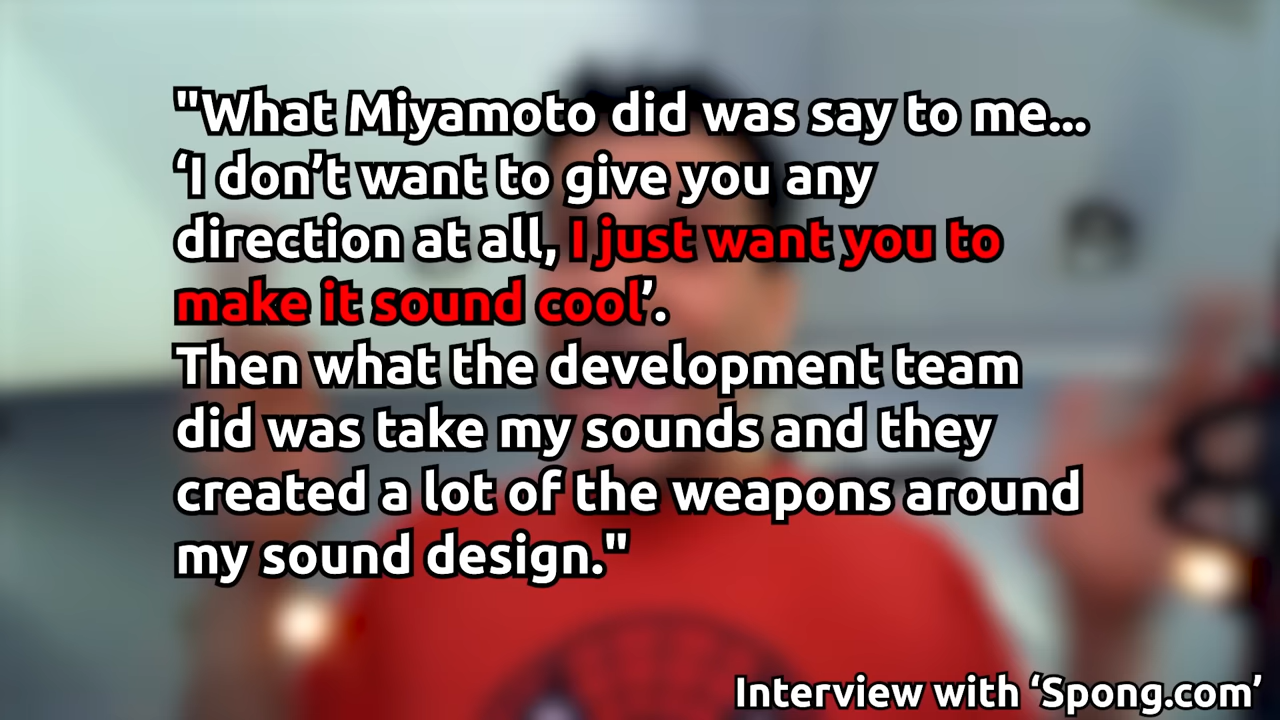 "What Miyamoto did was say to me...
‘I don’t want to give you any
direction at all, I just want you to
make it sound cool’.
Then what the development team
did was take my sounds and they
created a lot of the weapons around
my sound design."
Interview with ‘Spong.com’